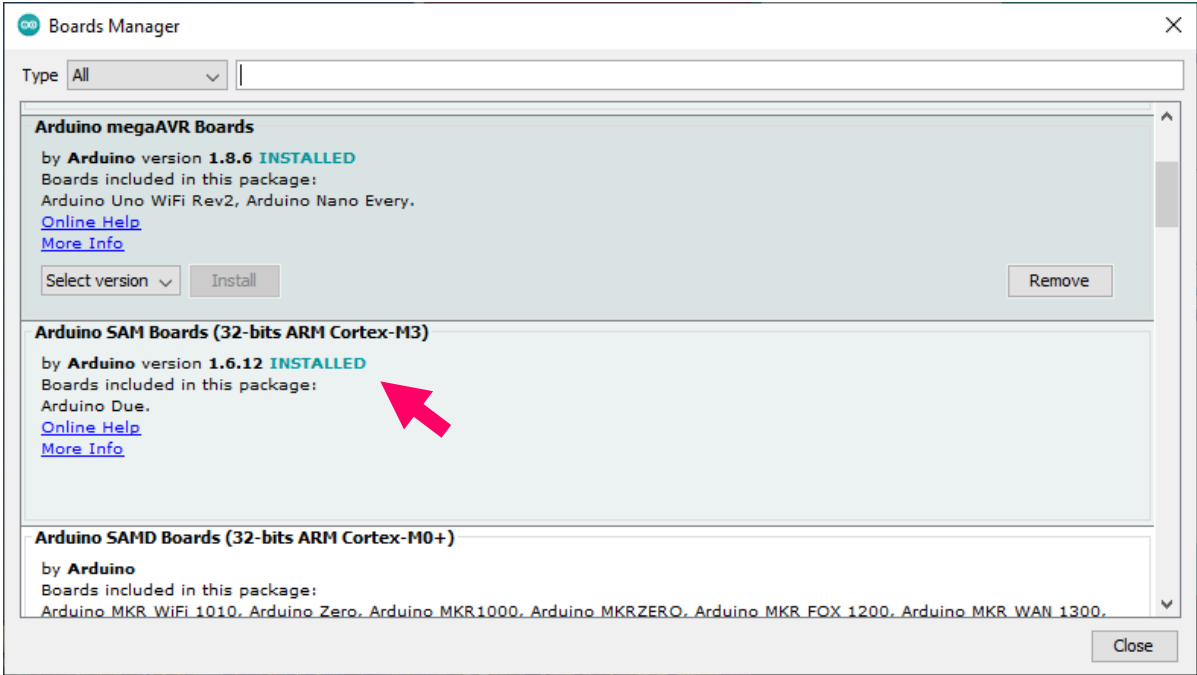 Boards Manager
Type All
Arduino megaAVR Boards
by Arduino version 1.8.6 INSTALLED
Boards included in this package:
Arduino Uno WiFi Rev2, Arduino Nano Every.
Online Help
More Info
Select version Install Remove
Arduino SAM Boards (32-bits ARM Cortex-M3)
by Arduino version 1.6.12 INSTALLED
Boards included in this package:
Arduino Due.
Online Help
More Info
Arduino SAMD Boards (32-bits ARM Cortex-M0+)
by Arduino
Boards included in this package:
Arduino MKR WiFi 1010, Arduino Zero, Arduino MKR1000, Arduino MKRZERO, Arduino MKR FOX 1200, Arduino MKR WAN 1300,
Close